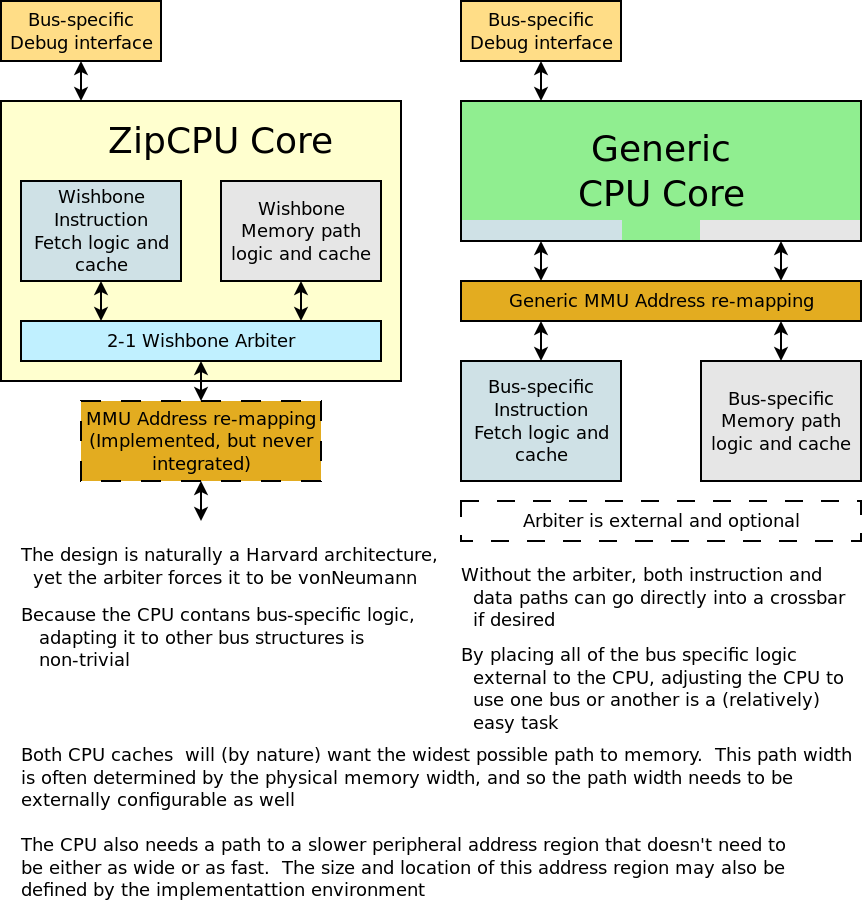 Bus-specific
Debug interface
ZipCPU Core
Wishbone
Instruction
Fetch logic and
cache
Wishbone
Memory path
logic and cache
2-1 Wishbone Arbiter
MMU Address re-mapping
(Implemented, but never
integrated)
The design is naturally a Harvard architecture,
yet the arbiter forces it to be vonNeumann
Because the CPU contans bus-specific logic,
adapting it to other bus structures is
non-trivial
Bus-specific
Debug interface
Generic
CPU Core
Generic MMU Address re-mapping
Bus-specific
Instruction
Fetch logic and
cache
Bus-specific
Memory path
logic and cache
Arbiter is external and optional
Without the arbiter, both instruction and
data paths can go directly into a crossbar
if desired
By placing all of the bus specific logic
external to the CPU, adjusting the CPU to
use one bus or another is a (relatively)
easy task
Both CPU caches  will (by nature) want the widest possible path to memory.  This path width
is often determined by the physical memory width, and so the path width needs to be
externally configurable as well
The CPU also needs a path to a slower peripheral address region that doesn't need to
be either as wide or as fast.  The size and location of this address region may also be
defined by the implementattion environment